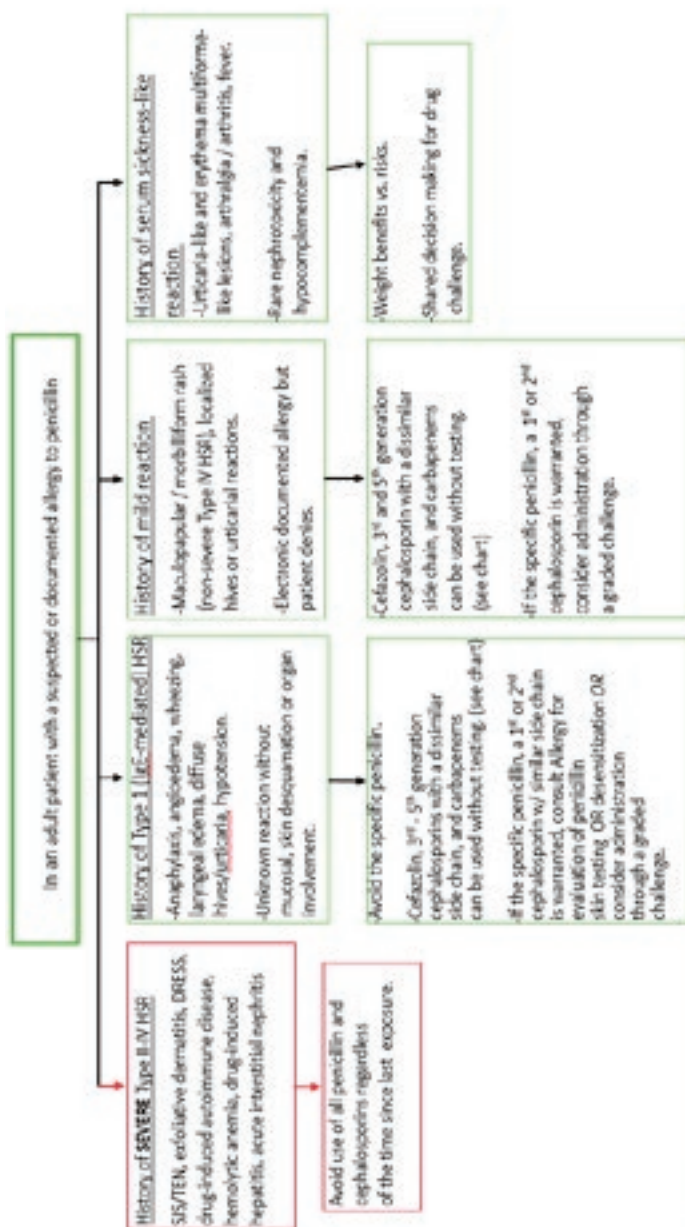 In an adult patient with a suspected or documented allergy to penicillin
History of SEVERE Type II-IV HSR
SJS/TEN, exfoliative dermatitis, DRESS,
drug-induced autoimmune disease,
hemolytic anemia, drug-induced
hepatitis, acute interstitial nephritis
Avoid use of all penicillin and
cephalosporins regardless
of the time since last exposure.
History of Type 1 (IgE-mediated) HSR
-Anaphylaxis, angioedema, wheezing,
laryngeal edema, diffuse
hives/urticaria, hypotension.
-Unknown reaction without
mucosal, skin desquamation or organ
involvement.
-Avoid the specific penicillin.
-Cefazolin, 3rd - 5th generation
cephalosporins with a dissimilar
side chain, and carbapenems
can be used without testing. (see chart)
-If the specific penicillin, a 1st or 2nd
cephalosporin w/ similar side chain
is warranted, consult Allergy for
evaluation of penicillin
skin testing OR desensitization OR
consider administration
through a graded
challenge.
History of mild reaction
-Maculopapular / morbilliform rash
(non-severe Type IV HSR), localized
hives or urticarial reactions.
-Electronic documented allergy but
patient denies.
-Cefazolin, 3rd and 5th generation
cephalosporin with a dissimilar
side chain, and carbapenems
can be used without testing.
(see chart)
-If the specific penicillin, a 1st or 2nd
cephalosporin is warranted,
consider administration through
a graded challenge.
History of serum sickness-like
reaction
-Urticaria-like and erythema multiforme-
like lesions, arthralgia / arthritis, fever.
-Rare nephrotoxicity and
hypocomplementemia.
-Weight benefits vs. risks.
-Shared decision making for drug
challenge.